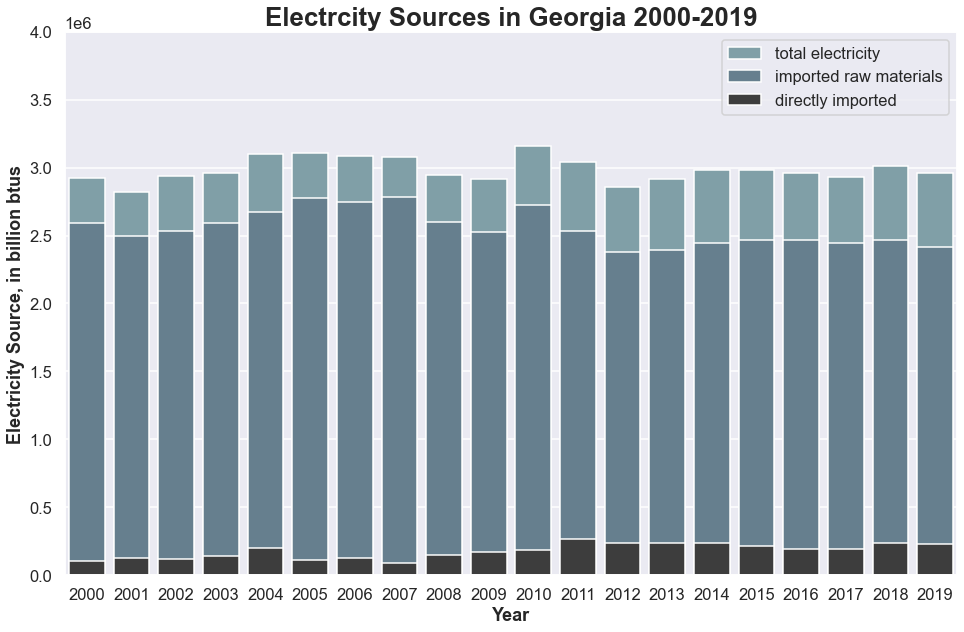 Electrcity Sources in Georgia 2000-2019
1e6
4.0
3.5
3.0
2.5
2.0
1.5
1.0
0.5
0.0
Electricity Source, in billion btus
total electricity
imported raw materials
directly imported
2000 2001 2002 2003 2004 2005 2006 2007 2008 2009 2010 2011 2012 2013 2014 2015 2016 2017 2018 2019
Year